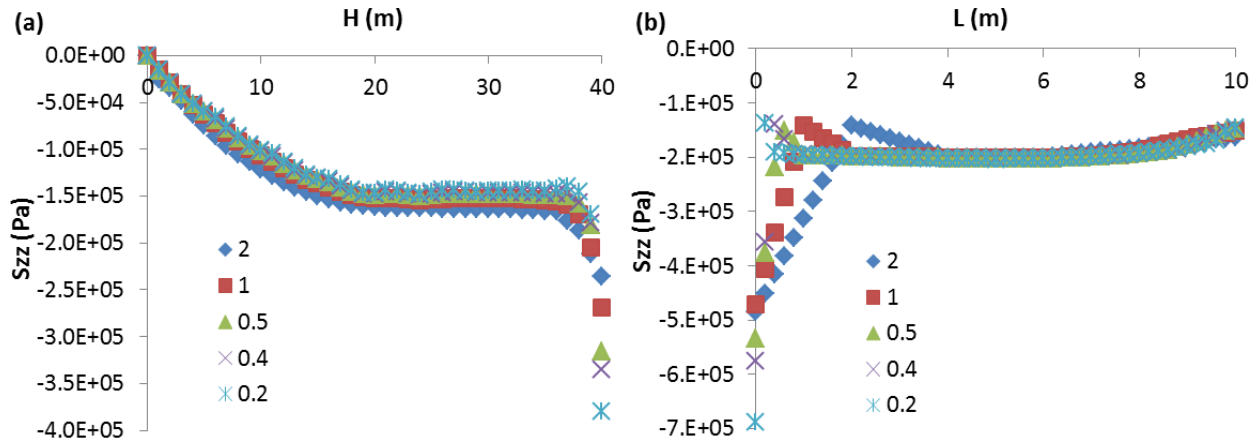 (a)
H (m)
0.0E+00
0 10 20 30 40
-5.0E+04
-1.0E+05
-1.5E+05
-2.0E+05
-2.5E+05
-3.0E+05
-3.5E+05
-4.0E+05
Szz (Pa)
2
1
0.5
0.4
0.2
(b)
L (m)
0.0E+00
0 2 4 6 8 10
-1.E+05
-2.E+05
-3.E+05
-4.E+05
-5.E+05
-6.E+05
-7.E+05
Szz (Pa)
2
1
0.5
0.4
0.2